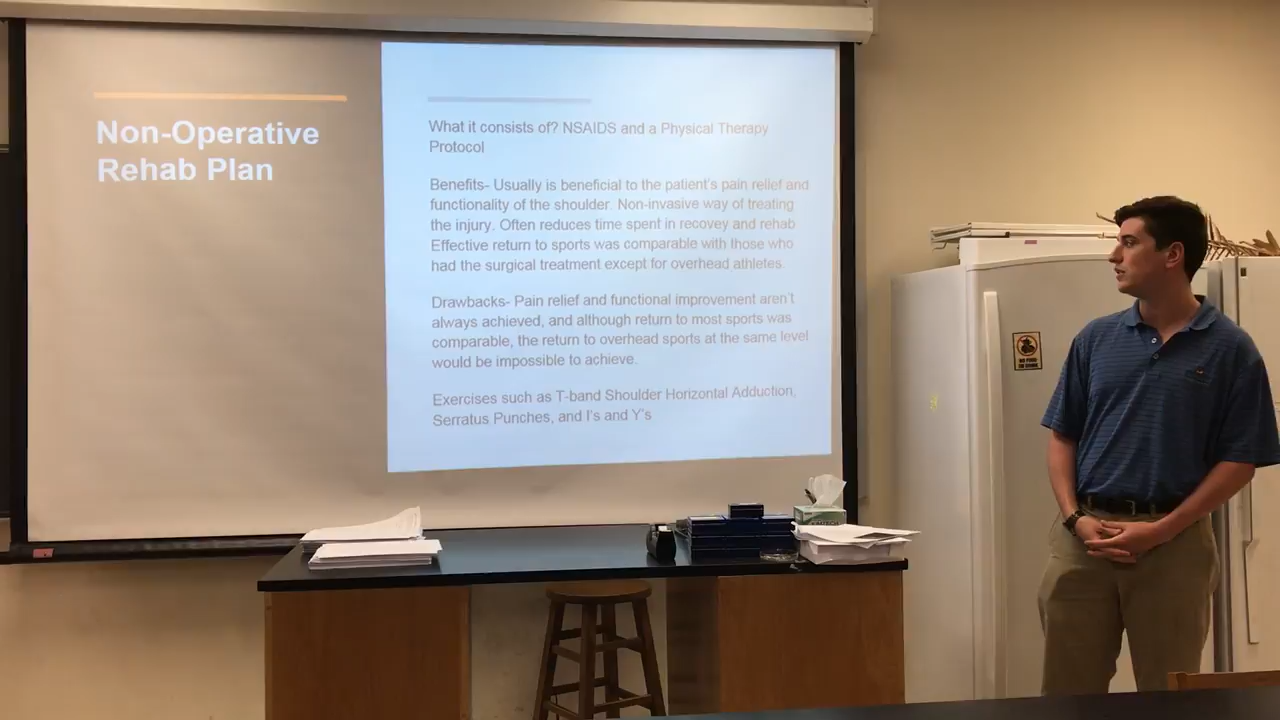 Non-Operative
Rehab Plan
What it consists of? NSAIDS and a Physical Therapy
Protocol
Benefits- Usually is beneficial to the patient's pain relief and
functionality of the shoulder. Non-invasive way of treating
the injury. Often reduces time spent in recovey and rehab
Effective return to sports was comparable with those who
had the surgical treatment except for overhead athletes.
Drawbacks- Pain relief and functional improvement aren't
always achieved, and although return to most sports was
comparable, the return to overhead sports at the same level
would be impossible to achieve.
Exercises such as T-band Shoulder Horizontal Adduction,
Serratus Punches, and I's and Y's